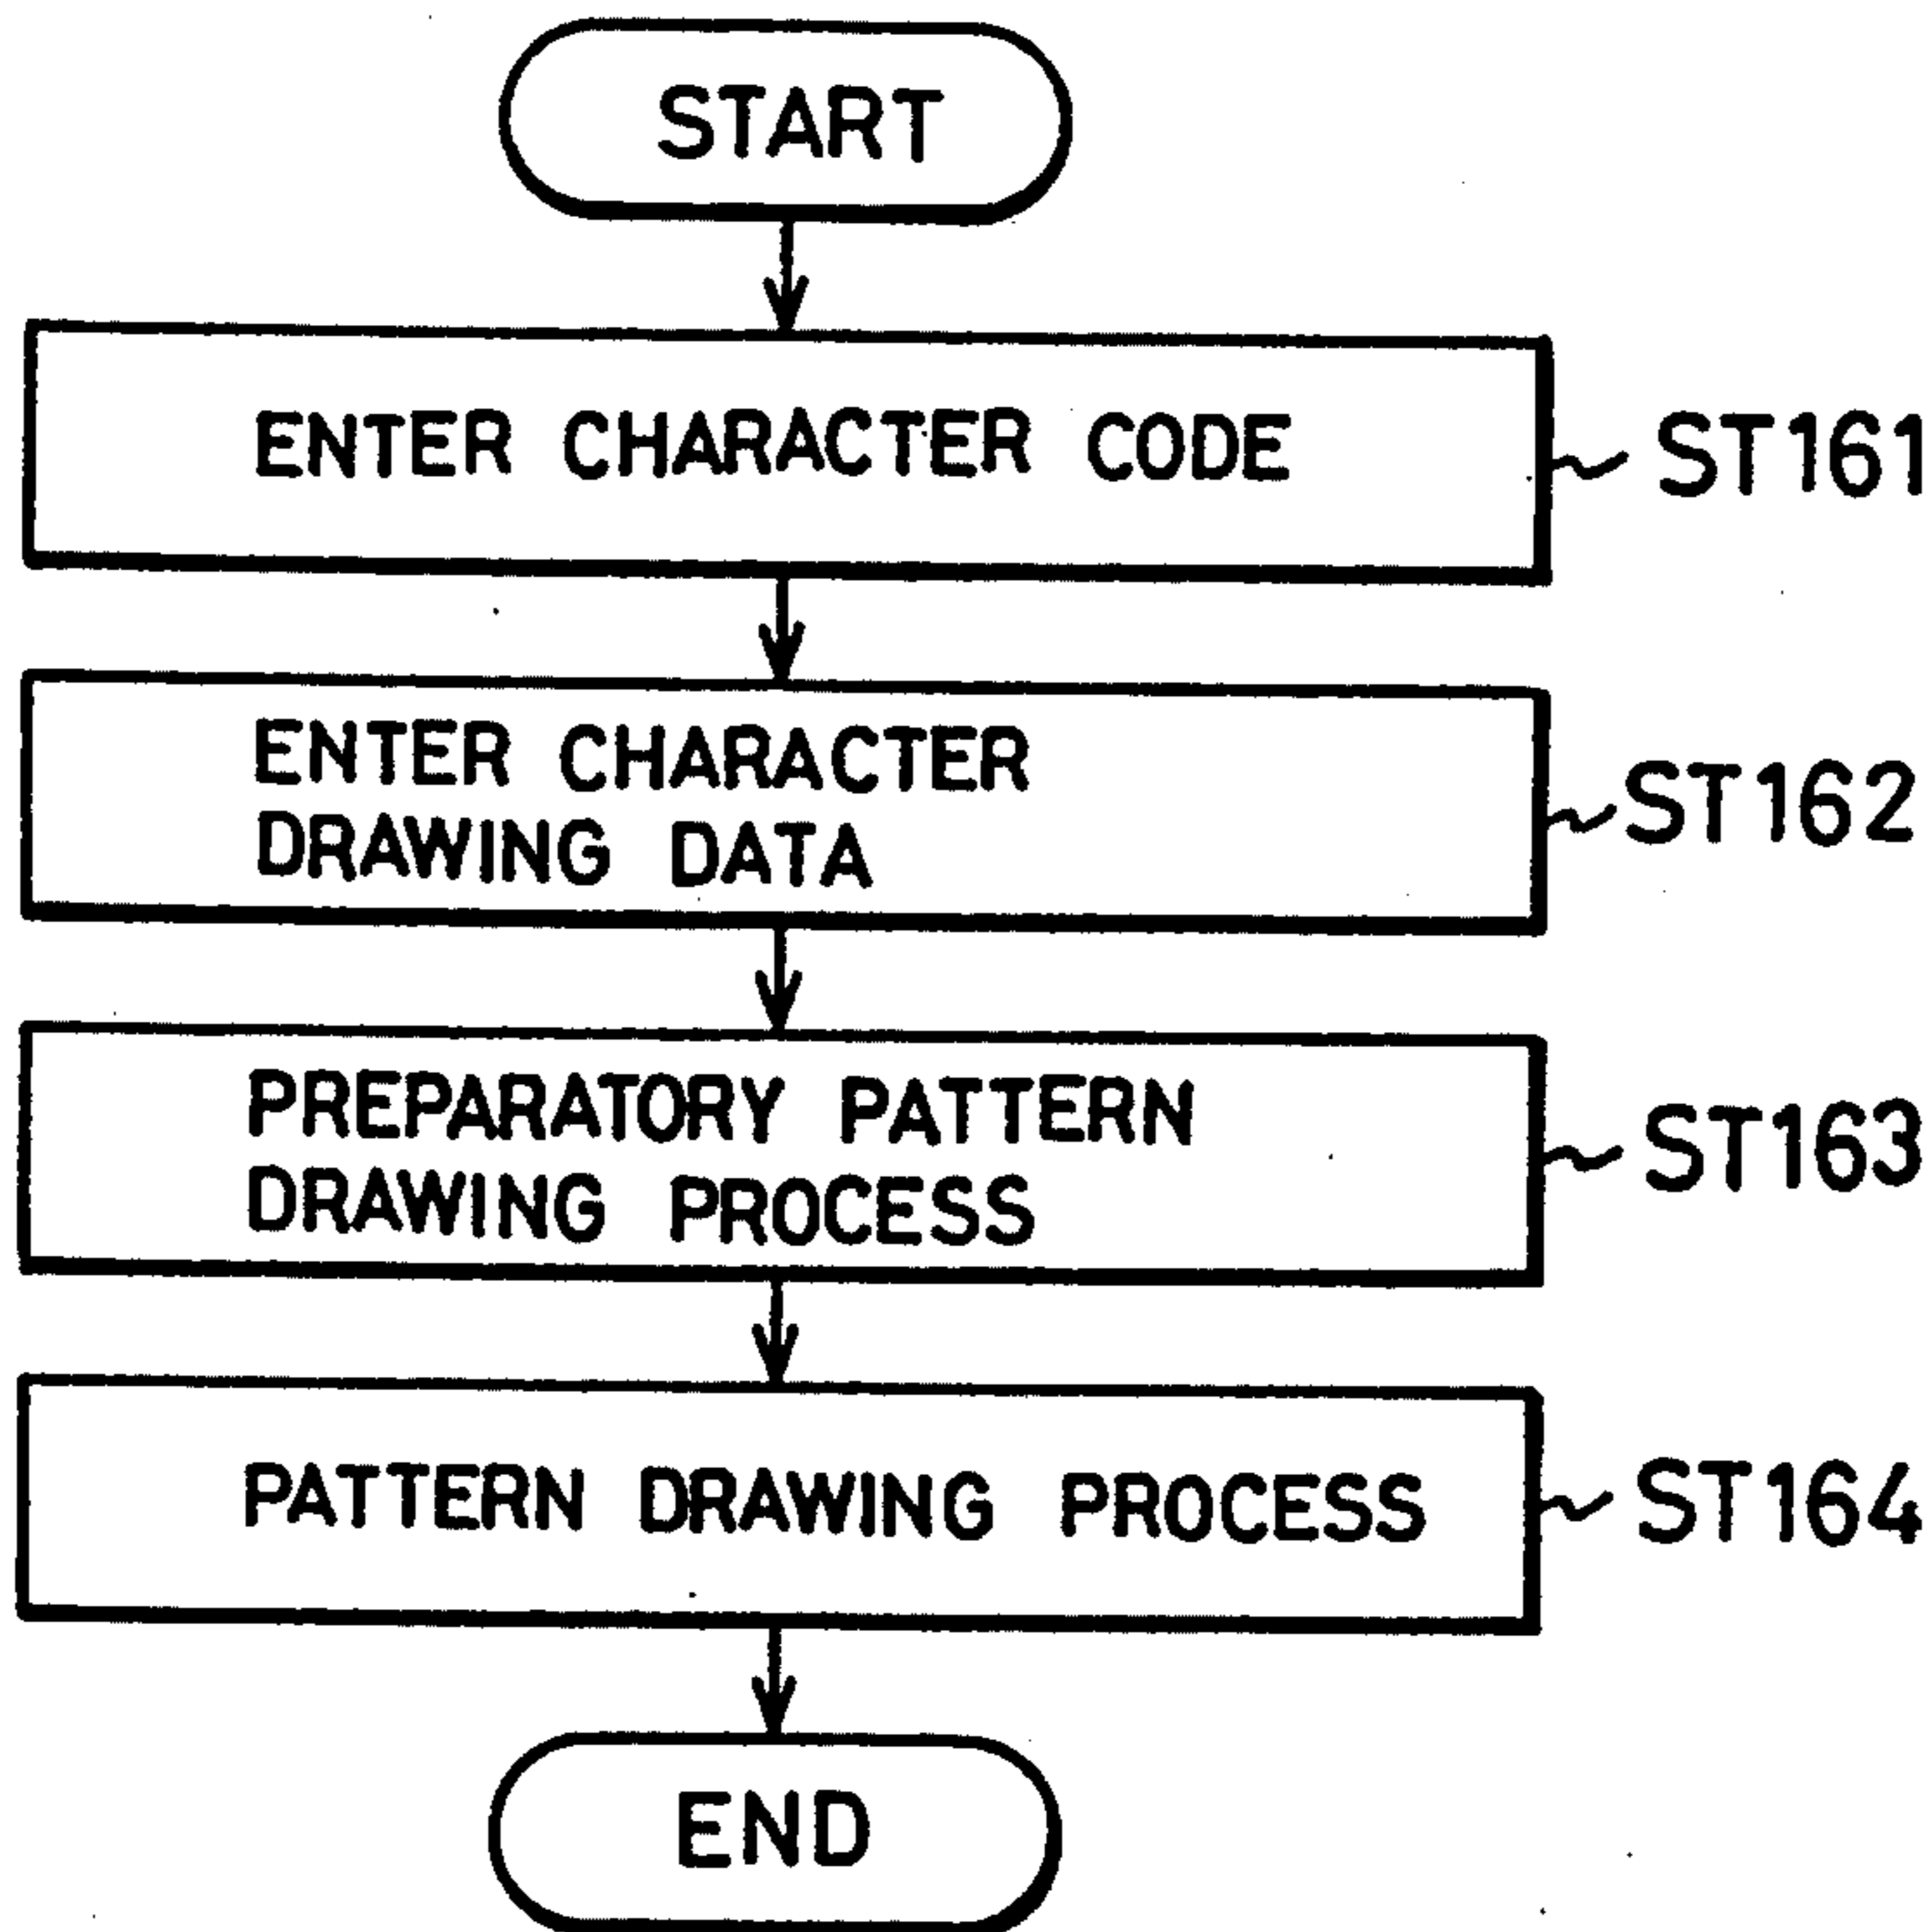 START
ENTER CHARACTER CODE
ST161
ENTER CHARACTER
DRAWING DATA
ST162
PREPARATORY PATTERN
DRAWING PROCESS
ST163
PATTERN DRAWING PROCESS
ST164
END